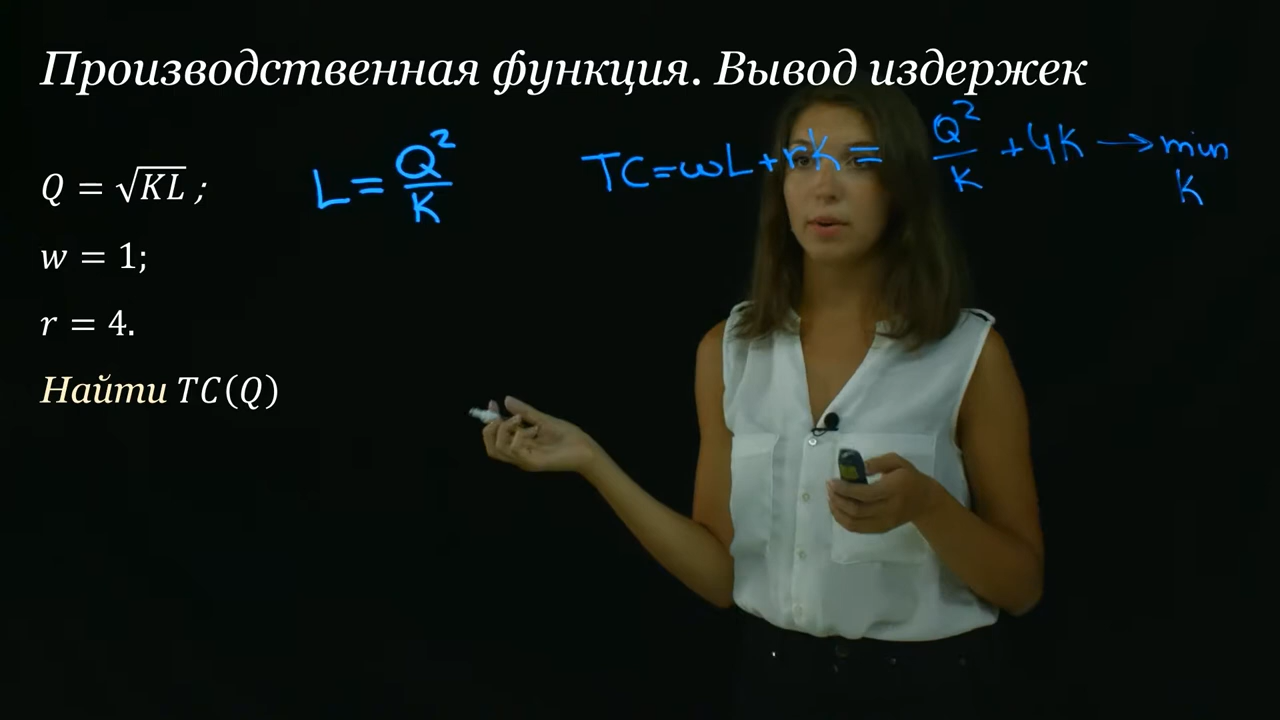 Производственная функция. Вывод издержек
Q = √KL ;
w = 1;
r = 4.
Найти TC(Q)
L = Q²/K
TC = wL + rK = Q²/K + 4K → min K